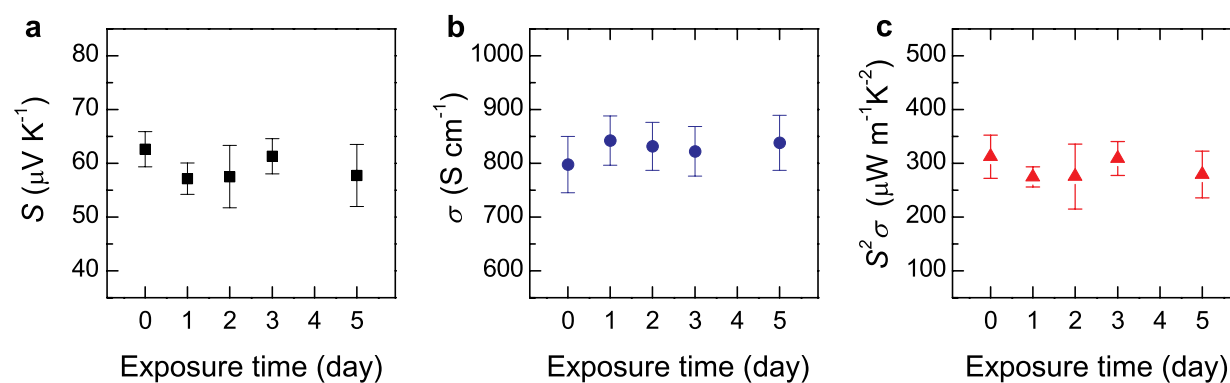 a
80
70
60
50
40
S (μV K⁻¹)
0 1 2 3 4 5
Exposure time (day)
b
1000
900
800
700
600
σ (S cm⁻¹)
0 1 2 3 4 5
Exposure time (day)
c
500
400
300
200
100
S²σ (μW m⁻¹K⁻²)
0 1 2 3 4 5
Exposure time (day)